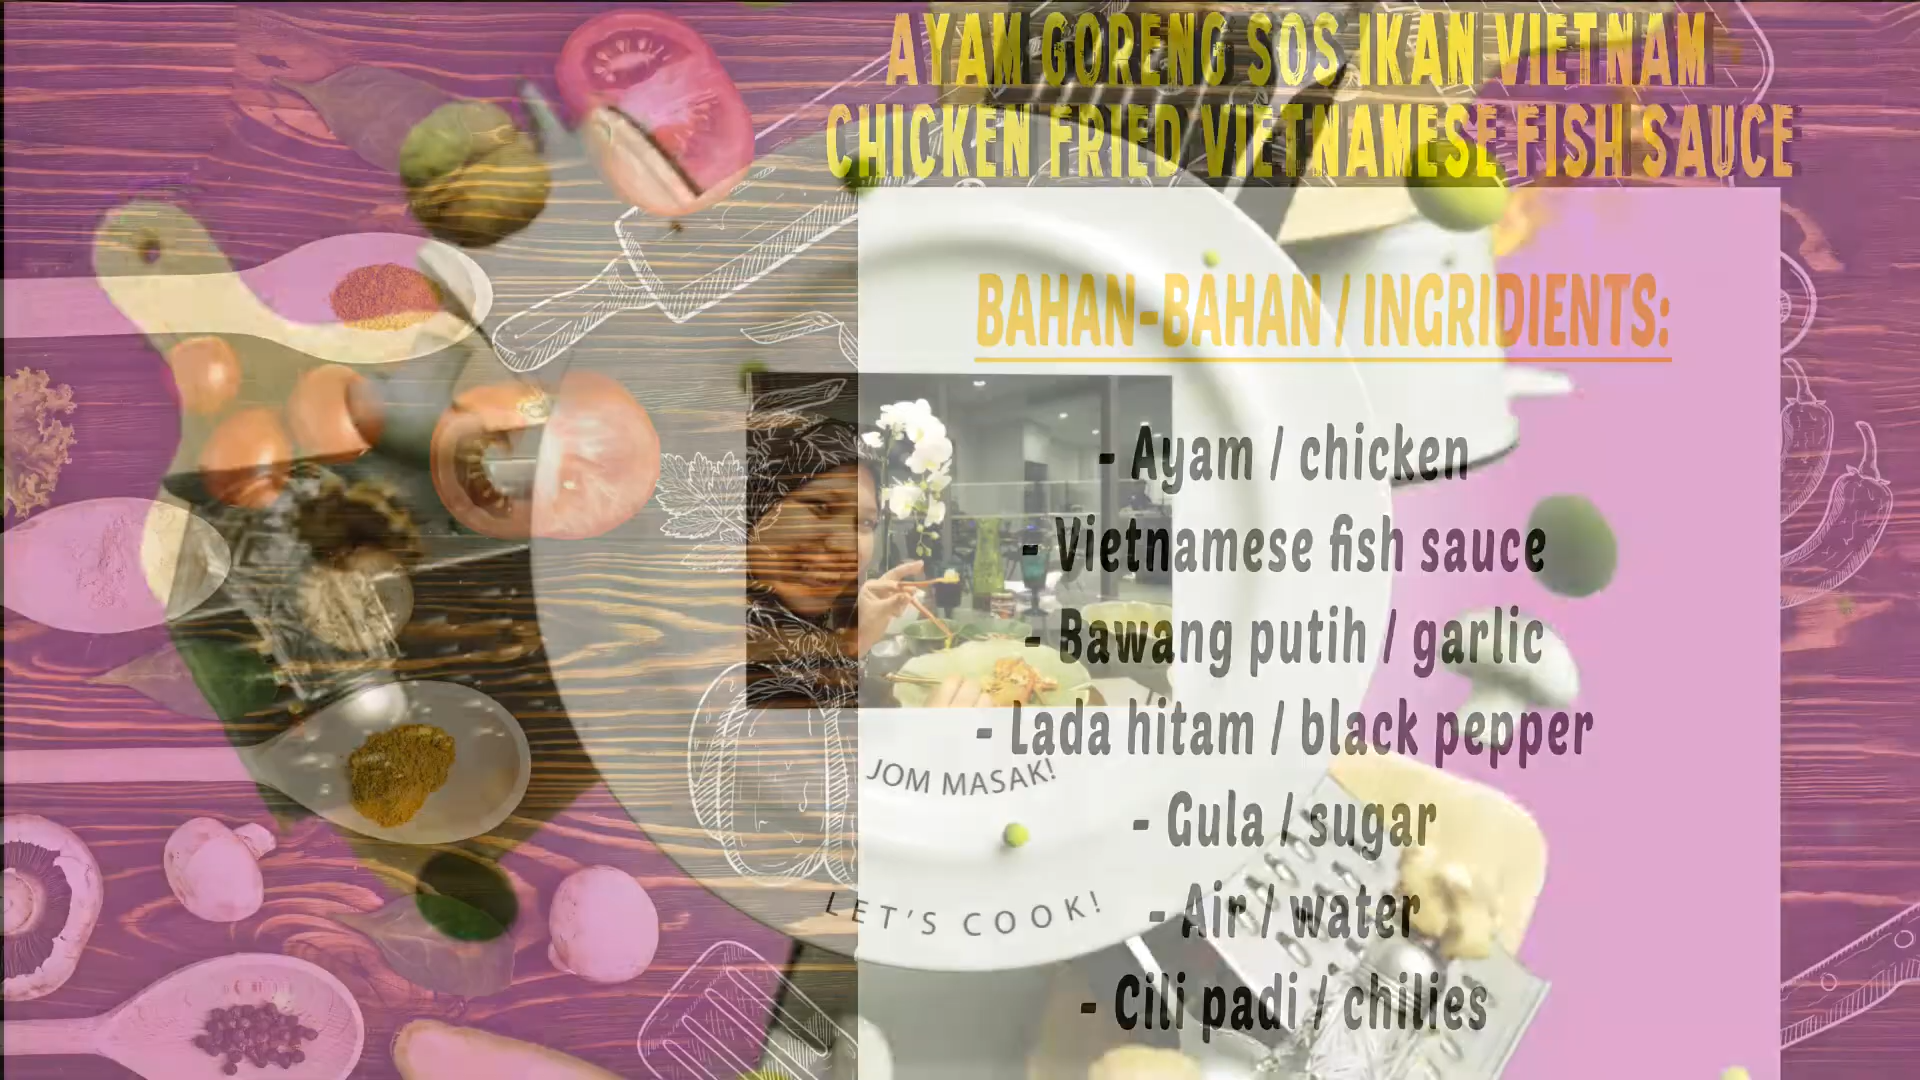 AYAM GORENG SOS IKAN VIETNAM
CHICKEN FRIED VIETNAMESE FISH SAUCE
BAHAN-BAHAN / INGRIDIENTS:
- Ayam / chicken
- Vietnamese fish sauce
- Bawang putih / garlic
- Lada hitam / black pepper
- Gula / sugar
- Air / water
- Cili padi / chilies
JOM MASAK!
LET'S COOK!